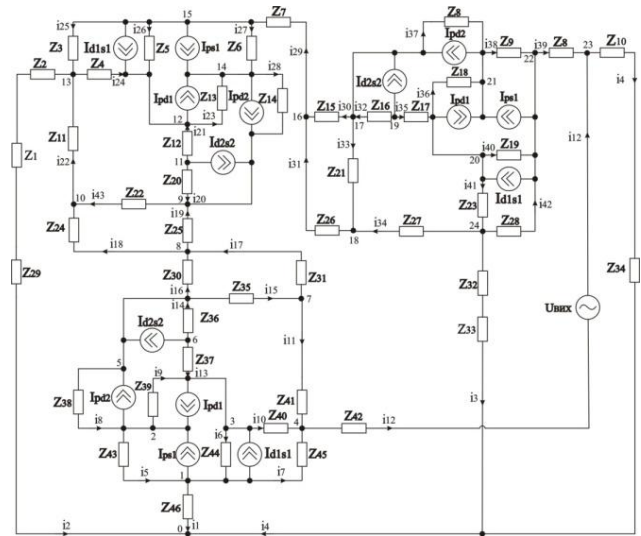 i25 i26 15 i27 Z7 i37 Z8
Z3 Id1s1 Z5 Ips1 Z6 Ipd2 i38 Z9 i39 Z8 23 Z10
22
Z2 13 Z4 i24 14 i28 i29 Id2s2 Z18 i4
Ipd1 Z13 Ipd2 Z14 i36 21
12 i23 16 Z15 i30 i32 Z16 i35 Z17 Ipd1 Ips1
17 19
i21 i12
Z11 Z12 i33 i40 Z19
Z1 i22 11 Id2s2 i31 20
Z20 Z21 i41 Id1s1
i43 Z22 9 i20 Z23 i42
10 i19 Z26 i34 Z27 24 Z28
Z24 Z25 18
i18 8 i17 Z34
Z29 Z30 Z31 Z32
i16 Z35 i15
i14 7 Uвих
Z36 Z33
Id2s2
5 6 i11
Z37
Ipd2 Z39 i9 i13 i3
Z38 Ipd1 Z41
i8 3 i10 Z40 4 Z42 i12
2 i6
Z43 Ips1 Z44 Id1s1 Z45
i5 1 i7
Z46
i2 0 i1 i4